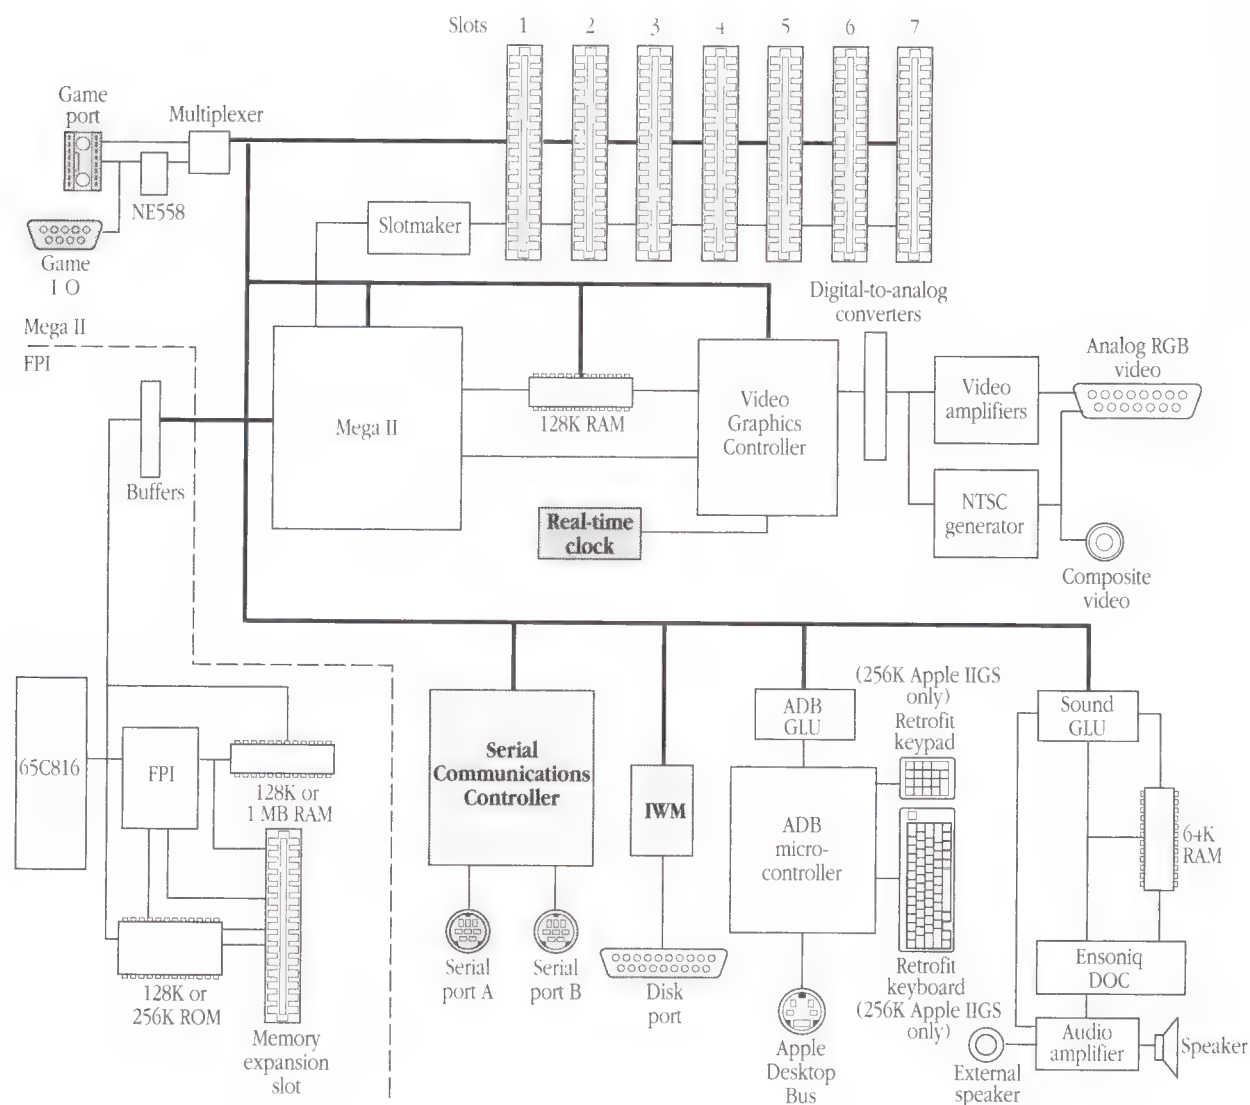 Slots 1 2 3 4 5 6 7
Game
port
Multiplexer
NE558
Slotmaker
Game
I O
Mega II
FPI
Digital-to-analog
converters
Analog RGB
video
Buffers
Mega II
128K RAM
Video
Graphics
Controller
Video
amplifiers
NTSC
generator
Real-time
clock
Composite
video
65C816
FPI
128K or
1 MB RAM
128K or
256K ROM
Memory
expansion
slot
Serial
Communications
Controller
Serial
port A
Serial
port B
IWM
Disk
port
ADB
GLU
ADB
micro-
controller
Apple
Desktop
Bus
(256K Apple IIGS
only)
Retrofit
keypad
Retrofit
keyboard
(256K Apple IIGS
only)
Sound
GLU
64K
RAM
Ensoniq
DOC
Audio
amplifier
External
speaker
Speaker